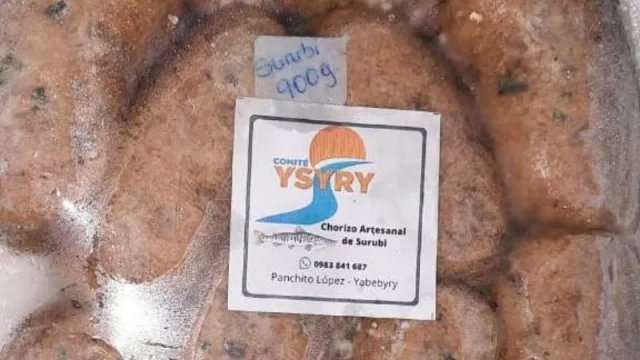 Surubi
900g
COMITÉ
YSYRY
Chorizo Artesanal
de Surubi
0983 841 687
Panchito López - Yabebyry